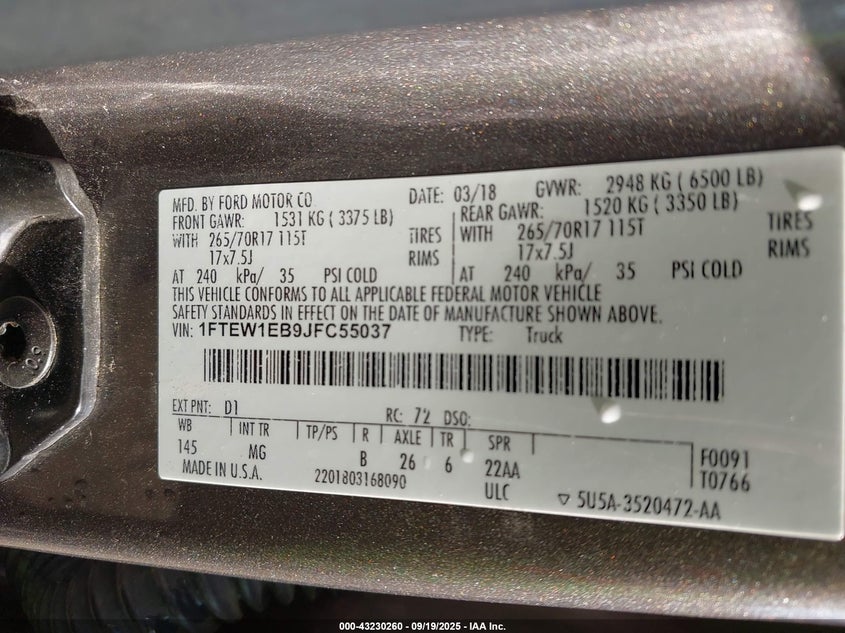 MFD. BY FORD MOTOR CO DATE: 03/18 GVWR: 2948 KG ( 6500 LB)
FRONT GAWR: 1531 KG ( 3375 LB) REAR GAWR: 1520 KG ( 3350 LB)
WITH 265/70R17 115T TIRES WITH 265/70R17 115T TIRES
17x7.5J RIMS 17x7.5J RIMS
AT 240 kPa/ 35 PSI COLD AT 240 kPa/ 35 PSI COLD
THIS VEHICLE CONFORMS TO ALL APPLICABLE FEDERAL MOTOR VEHICLE
SAFETY STANDARDS IN EFFECT ON THE DATE OF MANUFACTURE SHOWN ABOVE.
VIN: 1FTEW1EB9JFC55037 TYPE: Truck
EXT PNT: D1 RC: 72 DSO:
WB INT TR TP/PS R AXLE TR SPR
145 MG B 26 6 22AA F0091
MADE IN U.S.A. 2201803168090 ULC T0766
▽ 5U5A-3520472-AA
000-43230260 - 09/19/2025 - IAA Inc.